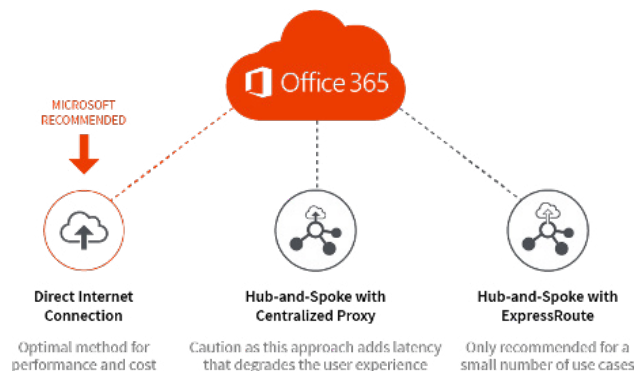 Office 365
MICROSOFT
RECOMMENDED
Direct Internet
Connection
Optimal method for
performance and cost
Hub-and-Spoke with
Centralized Proxy
Caution as this approach adds latency
that degrades the user experience
Hub-and-Spoke with
ExpressRoute
Only recommended for a
small number of use cases